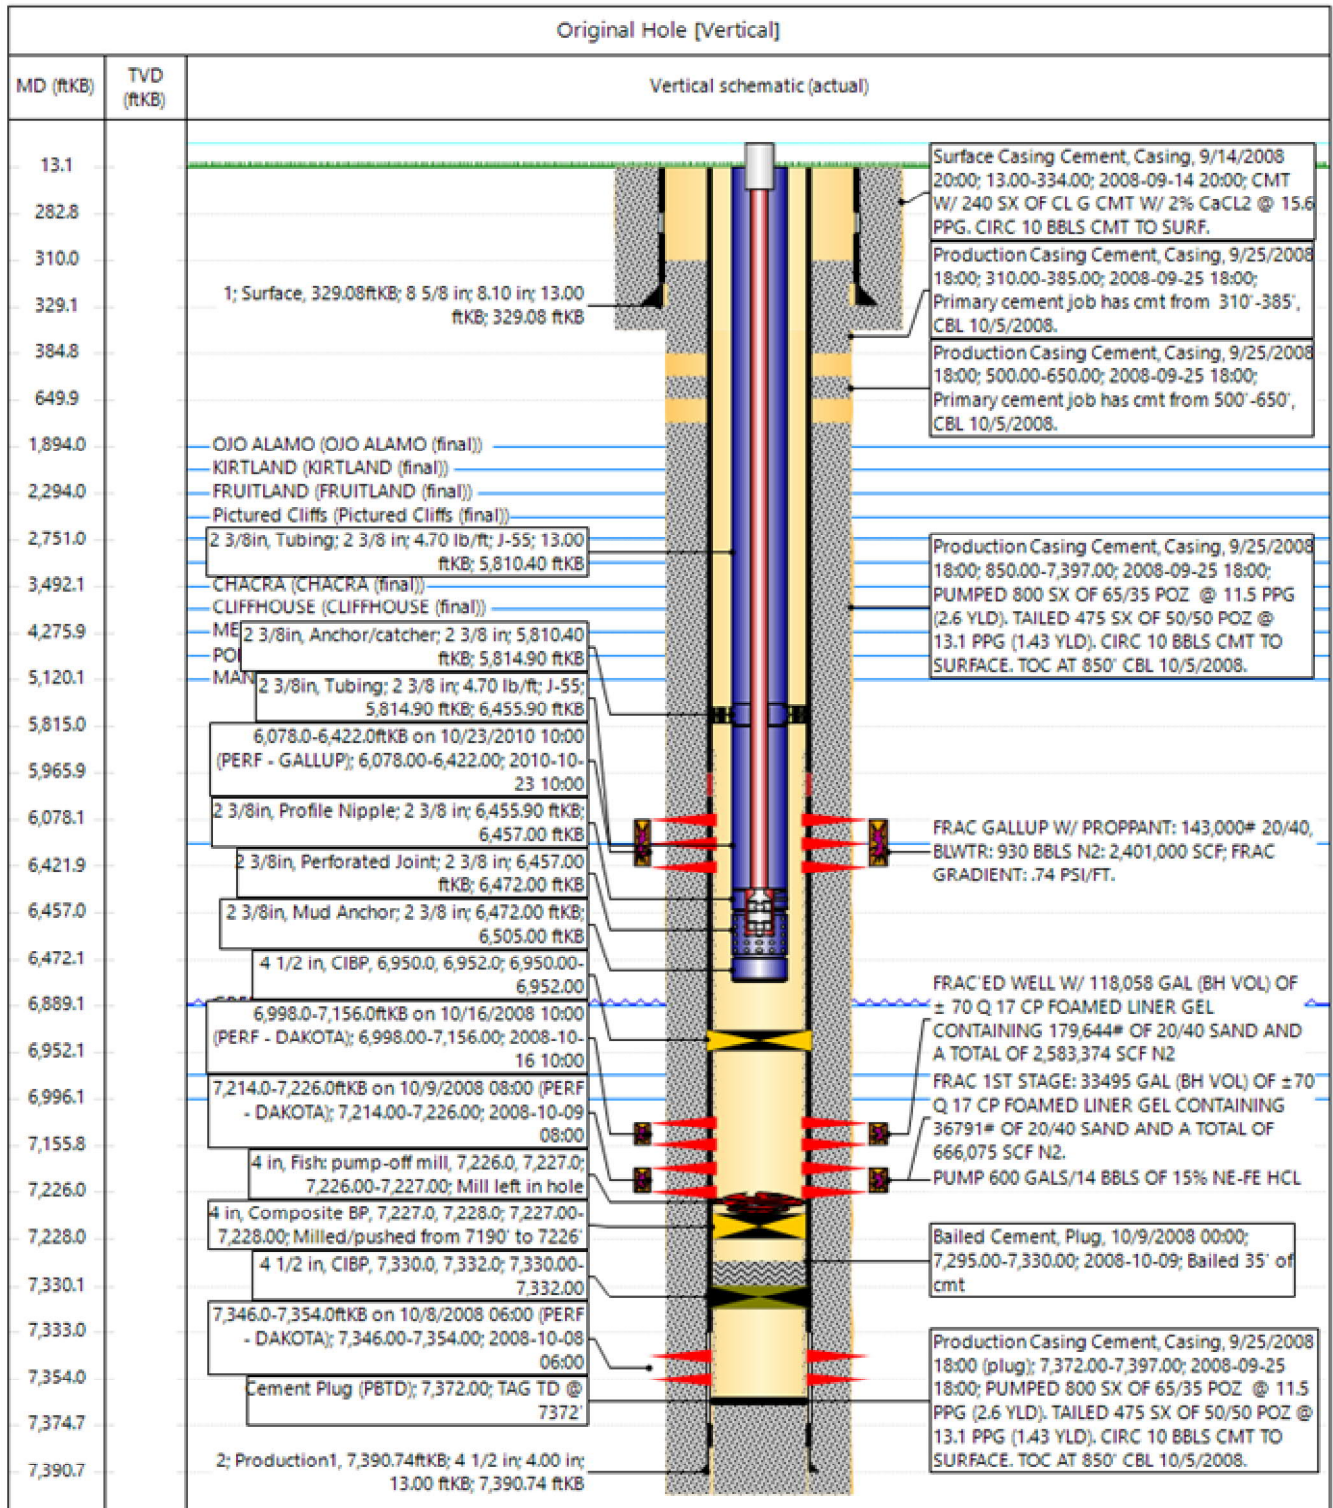 Original Hole [Vertical]
MD (ftKB)
TVD
(ftKB)
Vertical schematic (actual)
13.1
282.8
310.0
329.1
384.8
649.9
1,894.0
2,294.0
2,751.0
3,492.1
4,275.9
5,120.1
5,815.0
5,965.9
6,078.1
6,421.9
6,457.0
6,472.1
6,889.1
6,952.1
6,996.1
7,155.8
7,226.0
7,228.0
7,330.1
7,333.0
7,354.0
7,374.7
7,390.7
1; Surface, 329.08ftKB; 8 5/8 in; 8.10 in; 13.00
ftKB; 329.08 ftKB
OJO ALAMO (OJO ALAMO (final))
KIRTLAND (KIRTLAND (final))
FRUITLAND (FRUITLAND (final))
Pictured Cliffs (Pictured Cliffs (final))
2 3/8in, Tubing; 2 3/8 in; 4.70 lb/ft; J-55; 13.00
ftKB; 5,810.40 ftKB
CHACRA (CHACRA (final))
CLIFFHOUSE (CLIFFHOUSE (final))
ME
2 3/8in, Anchor/catcher; 2 3/8 in; 5,810.40
ftKB; 5,814.90 ftKB
PO
MAN
2 3/8in, Tubing; 2 3/8 in; 4.70 lb/ft; J-55;
5,814.90 ftKB; 6,455.90 ftKB
6,078.0-6,422.0ftKB on 10/23/2010 10:00
(PERF - GALLUP); 6,078.00-6,422.00; 2010-10-
23 10:00
2 3/8in, Profile Nipple; 2 3/8 in; 6,455.90 ftKB;
6,457.00 ftKB
2 3/8in, Perforated Joint; 2 3/8 in; 6,457.00
ftKB; 6,472.00 ftKB
2 3/8in, Mud Anchor; 2 3/8 in; 6,472.00 ftKB;
6,505.00 ftKB
4 1/2 in, CIBP, 6,950.0, 6,952.0; 6,950.00-
6,952.00
6,998.0-7,156.0ftKB on 10/16/2008 10:00
(PERF - DAKOTA); 6,998.00-7,156.00; 2008-10-
16 10:00
7,214.0-7,226.0ftKB on 10/9/2008 08:00 (PERF
- DAKOTA); 7,214.00-7,226.00; 2008-10-09
08:00
4 in, Fish: pump-off mill, 7,226.0, 7,227.0;
7,226.00-7,227.00; Mill left in hole
4 in, Composite BP, 7,227.0, 7,228.0; 7,227.00-
7,228.00; Milled/pushed from 7190' to 7226'
4 1/2 in, CIBP, 7,330.0, 7,332.0; 7,330.00-
7,332.00
7,346.0-7,354.0ftKB on 10/8/2008 06:00 (PERF
- DAKOTA); 7,346.00-7,354.00; 2008-10-08
06:00
Cement Plug (PBTD); 7,372.00; TAG TD @
7372'
2; Production1, 7,390.74ftKB; 4 1/2 in; 4.00 in;
13.00 ftKB; 7,390.74 ftKB
Surface Casing Cement, Casing, 9/14/2008
20:00; 13.00-334.00; 2008-09-14 20:00; CMT
W/ 240 SX OF CL G CMT W/ 2% CaCL2 @ 15.6
PPG. CIRC 10 BBLS CMT TO SURF.
Production Casing Cement, Casing, 9/25/2008
18:00; 310.00-385.00; 2008-09-25 18:00;
Primary cement job has cmt from 310'-385',
CBL 10/5/2008.
Production Casing Cement, Casing, 9/25/2008
18:00; 500.00-650.00; 2008-09-25 18:00;
Primary cement job has cmt from 500'-650',
CBL 10/5/2008.
Production Casing Cement, Casing, 9/25/2008
18:00; 850.00-7,397.00; 2008-09-25 18:00;
PUMPED 800 SX OF 65/35 POZ @ 11.5 PPG
(2.6 YLD). TAILED 475 SX OF 50/50 POZ @
13.1 PPG (1.43 YLD). CIRC 10 BBLS CMT TO
SURFACE. TOC AT 850' CBL 10/5/2008.
FRAC GALLUP W/ PROPPANT: 143,000# 20/40,
BLWTR: 930 BBLS N2: 2,401,000 SCF; FRAC
GRADIENT: .74 PSI/FT.
FRAC'ED WELL W/ 118,058 GAL (BH VOL) OF
± 70 Q 17 CP FOAMED LINER GEL
CONTAINING 179,644# OF 20/40 SAND AND
A TOTAL OF 2,583,374 SCF N2
FRAC 1ST STAGE: 33495 GAL (BH VOL) OF ±70
Q 17 CP FOAMED LINER GEL CONTAINING
36791# OF 20/40 SAND AND A TOTAL OF
666,075 SCF N2.
PUMP 600 GALS/14 BBLS OF 15% NE-FE HCL
Bailed Cement, Plug, 10/9/2008 00:00;
7,295.00-7,330.00; 2008-10-09; Bailed 35' of
cmt
Production Casing Cement, Casing, 9/25/2008
18:00 (plug); 7,372.00-7,397.00; 2008-09-25
18:00; PUMPED 800 SX OF 65/35 POZ @ 11.5
PPG (2.6 YLD). TAILED 475 SX OF 50/50 POZ @
13.1 PPG (1.43 YLD). CIRC 10 BBLS CMT TO
SURFACE. TOC AT 850' CBL 10/5/2008.